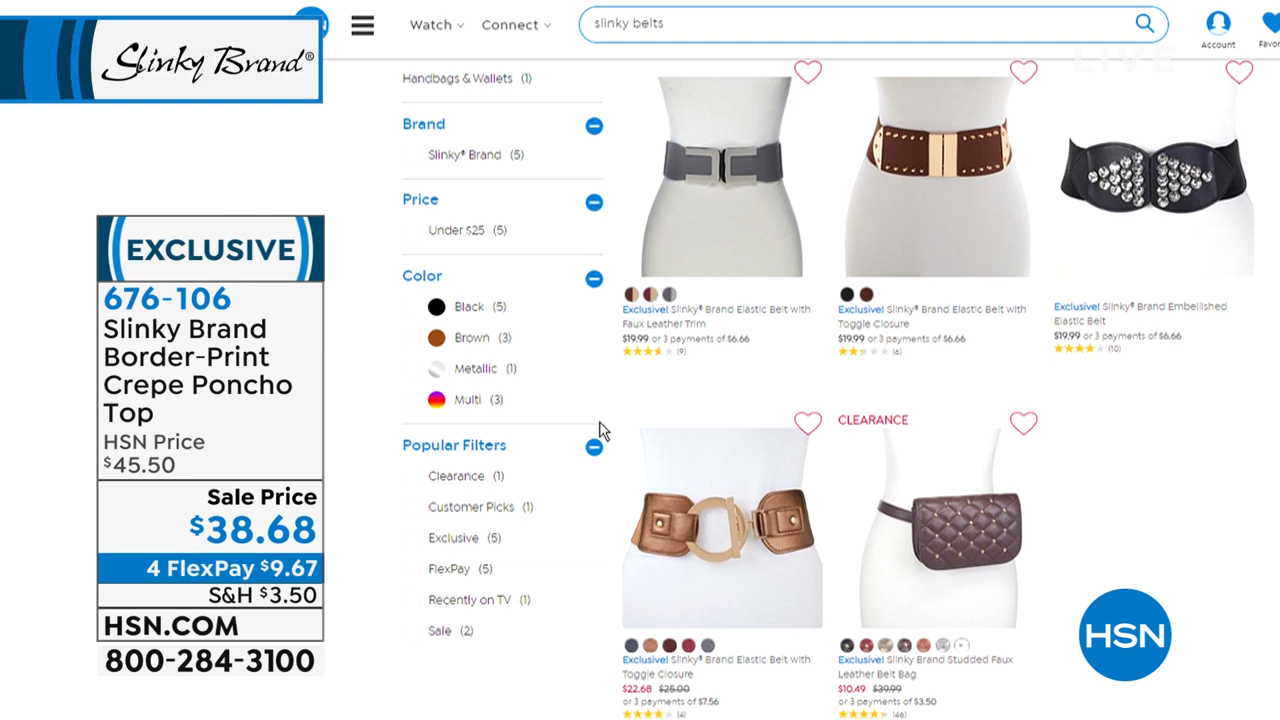 Slinky Brand®
EXCLUSIVE
676-106
Slinky Brand
Border-Print
Crepe Poncho
Top
HSN Price
$45.50
Sale Price
$38.68
4 FlexPay $9.67
S&H $3.50
HSN.COM
800-284-3100
Watch
Connect
slinky belts
Account
LIVE
Handbags & Wallets (1)
Brand
Slinky® Brand (5)
Price
Under $25 (5)
Color
Black (5)
Brown (3)
Metallic (1)
Multi (3)
Popular Filters
Clearance (1)
Customer Picks (1)
Exclusive (5)
FlexPay (5)
Recently on TV (1)
Sale (2)
Exclusive! Slinky® Brand Elastic Belt with
Faux Leather Trim
$19.99 or 3 payments of $6.66
(9)
Exclusive! Slinky® Brand Elastic Belt with
Toggle Closure
$19.99 or 3 payments of $6.66
(6)
Exclusive! Slinky® Brand Embellished
Elastic Belt
$19.99 or 3 payments of $6.66
(10)
Exclusive! Slinky® Brand Elastic Belt with
Toggle Closure
$22.68 $25.00
or 3 payments of $7.56
(4)
CLEARANCE
Exclusive! Slinky Brand Studded Faux
Leather Belt Bag
$10.49 $39.99
or 3 payments of $3.50
(46)
HSN